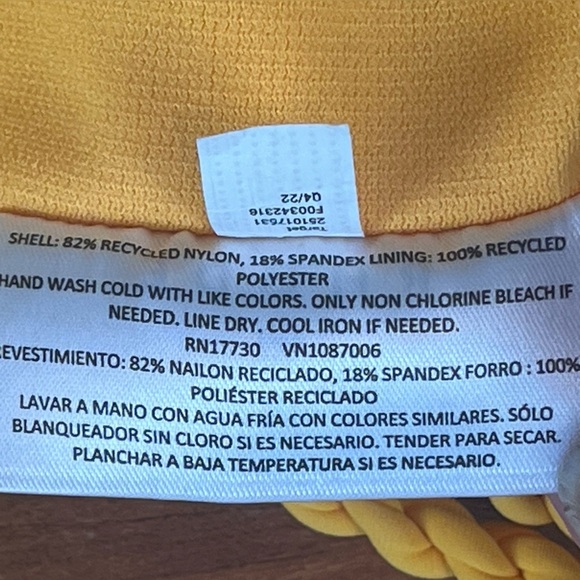 Q4/22
F00342316
251017531
Target
SHELL: 82% RECYCLED NYLON, 18% SPANDEX LINING: 100% RECYCLED
POLYESTER
HAND WASH COLD WITH LIKE COLORS. ONLY NON CHLORINE BLEACH IF
NEEDED. LINE DRY. COOL IRON IF NEEDED.
RN17730 VN1087006
REVESTIMIENTO: 82% NAILON RECICLADO, 18% SPANDEX FORRO : 100%
POLIÉSTER RECICLADO
LAVAR A MANO CON AGUA FRÍA CON COLORES SIMILARES. SÓLO
BLANQUEADOR SIN CLORO SI ES NECESARIO. TENDER PARA SECAR.
PLANCHAR A BAJA TEMPERATURA SI ES NECESARIO.